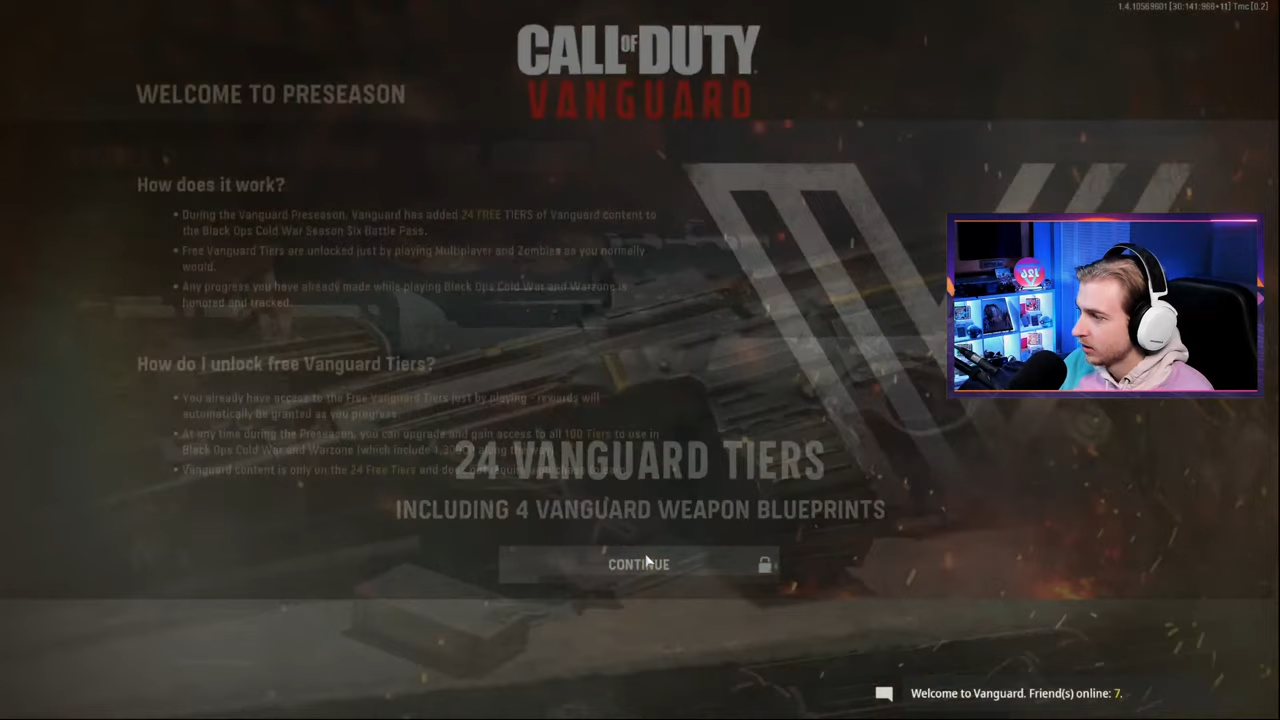 1.4.10569601[30:141:966+11] Tmc[0.2]
CALL OF DUTY
VANGUARD
WELCOME TO PRESEASON
How does it work?
• During the Vanguard Preseason, Vanguard has added 24 FREE TIERS of Vanguard content to
the Black Ops Cold War Season Six Battle Pass.
• Free Vanguard Tiers are unlocked just by playing Multiplayer and Zombies as you normally
would.
• Any progress you have already made while playing Black Ops Cold War and Warzone is
honored and tracked.
How do I unlock free Vanguard Tiers?
• You already have access to the Free Vanguard Tiers just by playing - rewards will
automatically be granted as you progress.
• At any time during the Preseason, you can upgrade and gain access to all 100 Tiers to use in
Black Ops Cold War and Warzone (which include 1,300
• Vanguard content is only on the 24 Free Tiers and does not require
24 VANGUARD TIERS
INCLUDING 4 VANGUARD WEAPON BLUEPRINTS
CONTINUE
Welcome to Vanguard. Friend(s) online: 7.